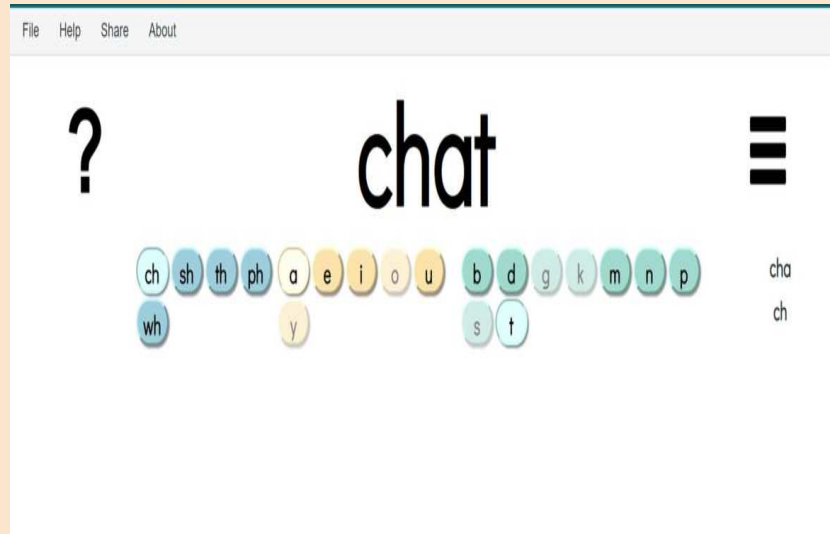 File Help Share About
? chat
ch sh th ph a e i o u b d g k m n p
wh y s t
cha
ch